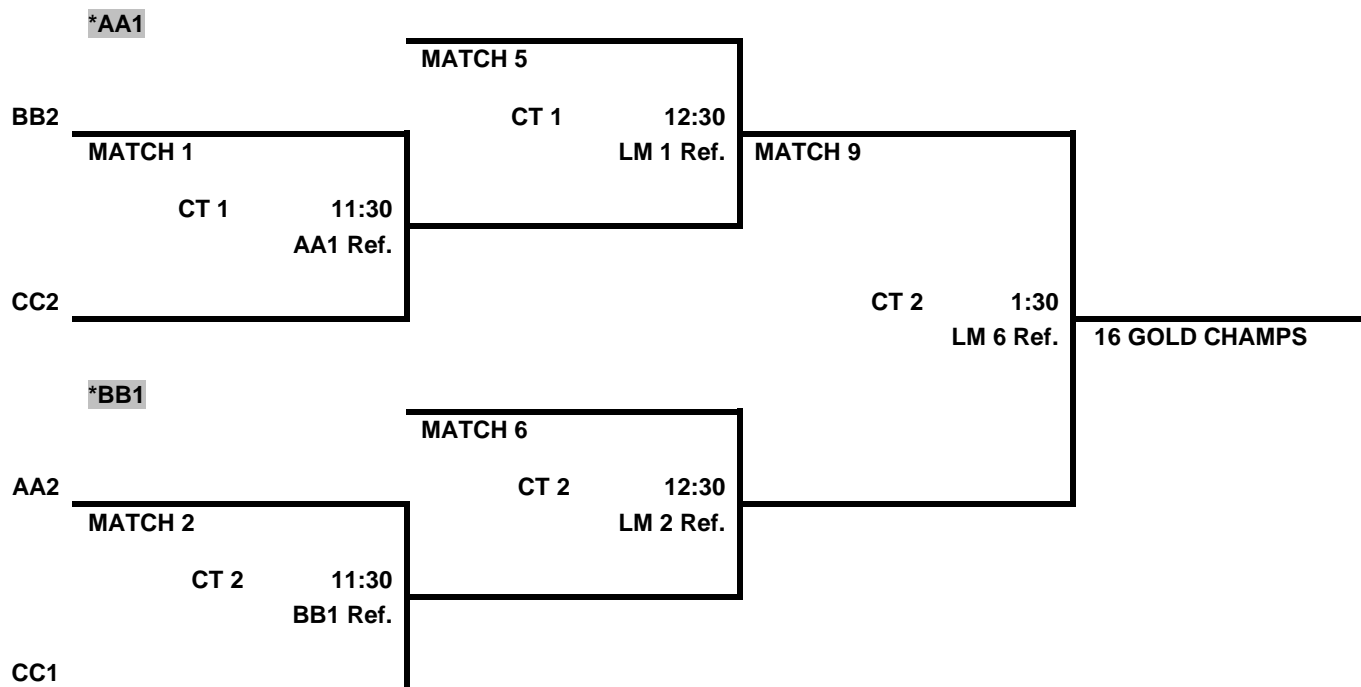 *AA1
MATCH 5
BB2 CT 1 12:30
MATCH 1 LM 1 Ref. MATCH 9
CT 1 11:30
AA1 Ref.
CC2 CT 2 1:30
LM 6 Ref. 16 GOLD CHAMPS
*BB1
MATCH 6
AA2 CT 2 12:30
MATCH 2 LM 2 Ref.
CT 2 11:30
BB1 Ref.
CC1